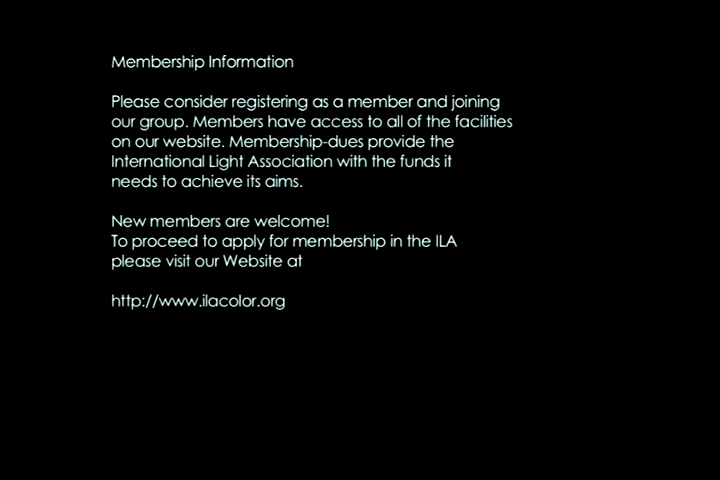 Membership Information
Please consider registering as a member and joining
our group. Members have access to all of the facilities
on our website. Membership-dues provide the
International Light Association with the funds it
needs to achieve its aims.
New members are welcome!
To proceed to apply for membership in the ILA
please visit our Website at
http://www.ilacolor.org